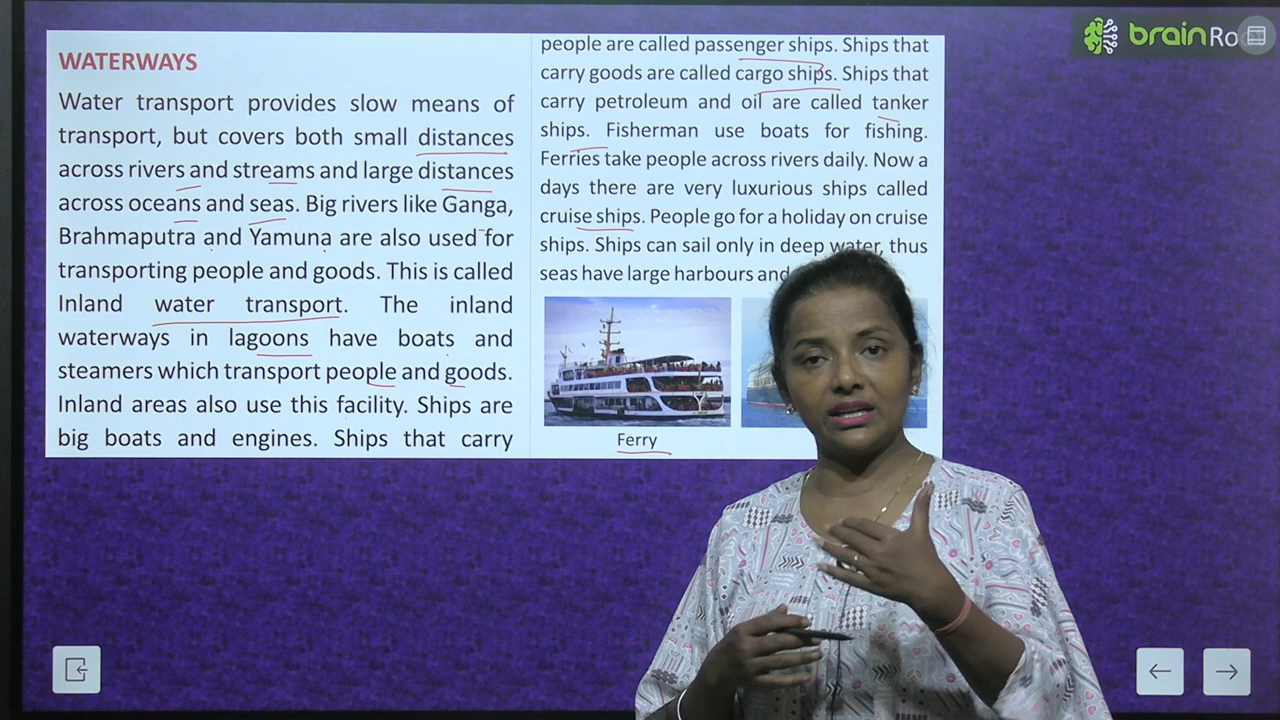 brainRo
WATERWAYS
Water transport provides slow means of
transport, but covers both small distances
across rivers and streams and large distances
across oceans and seas. Big rivers like Ganga,
Brahmaputra and Yamuna are also used for
transporting people and goods. This is called
Inland water transport. The inland
waterways in lagoons have boats and
steamers which transport people and goods.
Inland areas also use this facility. Ships are
big boats and engines. Ships that carry
people are called passenger ships. Ships that
carry goods are called cargo ships. Ships that
carry petroleum and oil are called tanker
ships. Fisherman use boats for fishing.
Ferries take people across rivers daily. Now a
days there are very luxurious ships called
cruise ships. People go for a holiday on cruise
ships. Ships can sail only in deep water, thus
seas have large harbours and
Ferry